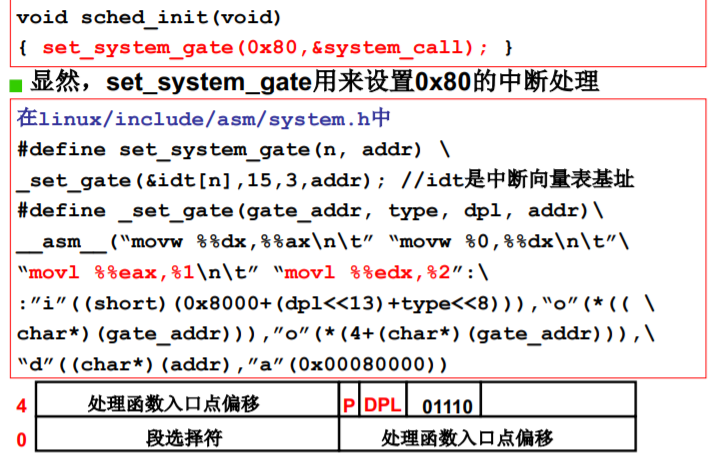 void sched_init(void)
{ set_system_gate(0x80,&system_call); }
显然，set_system_gate用来设置0x80的中断处理
在linux/include/asm/system.h中
#define set_system_gate(n, addr) \
_set_gate(&idt[n],15,3,addr); //idt是中断向量表基址
#define _set_gate(gate_addr, type, dpl, addr)\
__asm__(“movw %%dx,%%ax\n\t” “movw %0,%%dx\n\t”\
“movl %%eax,%1\n\t” “movl %%edx,%2”:\
:”i”((short)(0x8000+(dpl<<13)+type<<8))),“o”(*(( \
char*)(gate_addr))),”o”(*(4+(char*)(gate_addr))),\
“d”((char*)(addr),”a”(0x00080000))
4 处理函数入口点偏移 P DPL 01110
0 段选择符 处理函数入口点偏移